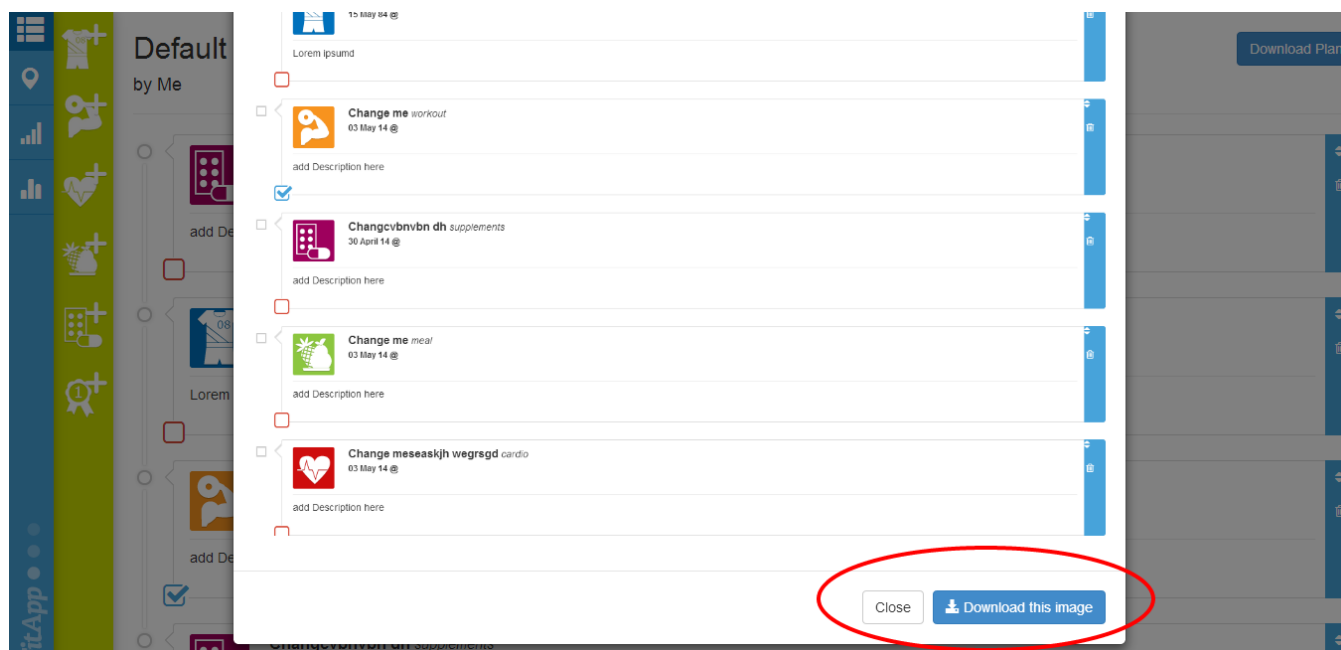 Default
by Me
Download Plan
add De
08
Lorem
add De
15 May 84 @
Lorem ipsumd
Change me workout
03 May 14 @
add Description here
Changcvbnvbn dh supplements
30 April 14 @
add Description here
Change me meal
03 May 14 @
add Description here
Change meseaskjh wegrsgd cardio
03 May 14 @
add Description here
Close
Download this image
Changcvbnvbn dh supplements
1